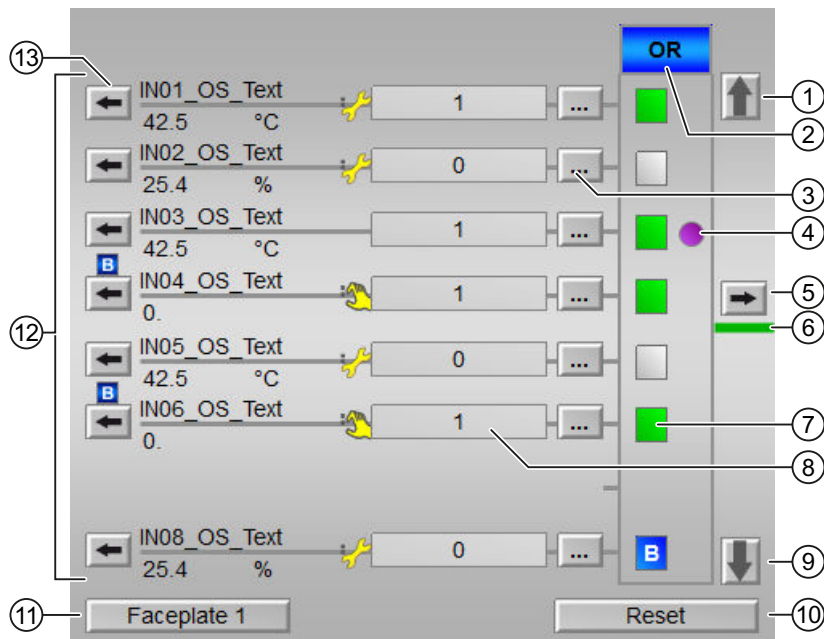 OR
13
IN01_OS_Text
1
...
1
42.5 °C
2
IN02_OS_Text
0
...
25.4 %
3
IN03_OS_Text
1
...
4
42.5 °C
B
IN04_OS_Text
1
...
5
0.
6
12
IN05_OS_Text
0
...
42.5 °C
B
IN06_OS_Text
1
...
7
0.
8
IN08_OS_Text
0
...
B
9
25.4 %
11
Faceplate 1
Reset
10